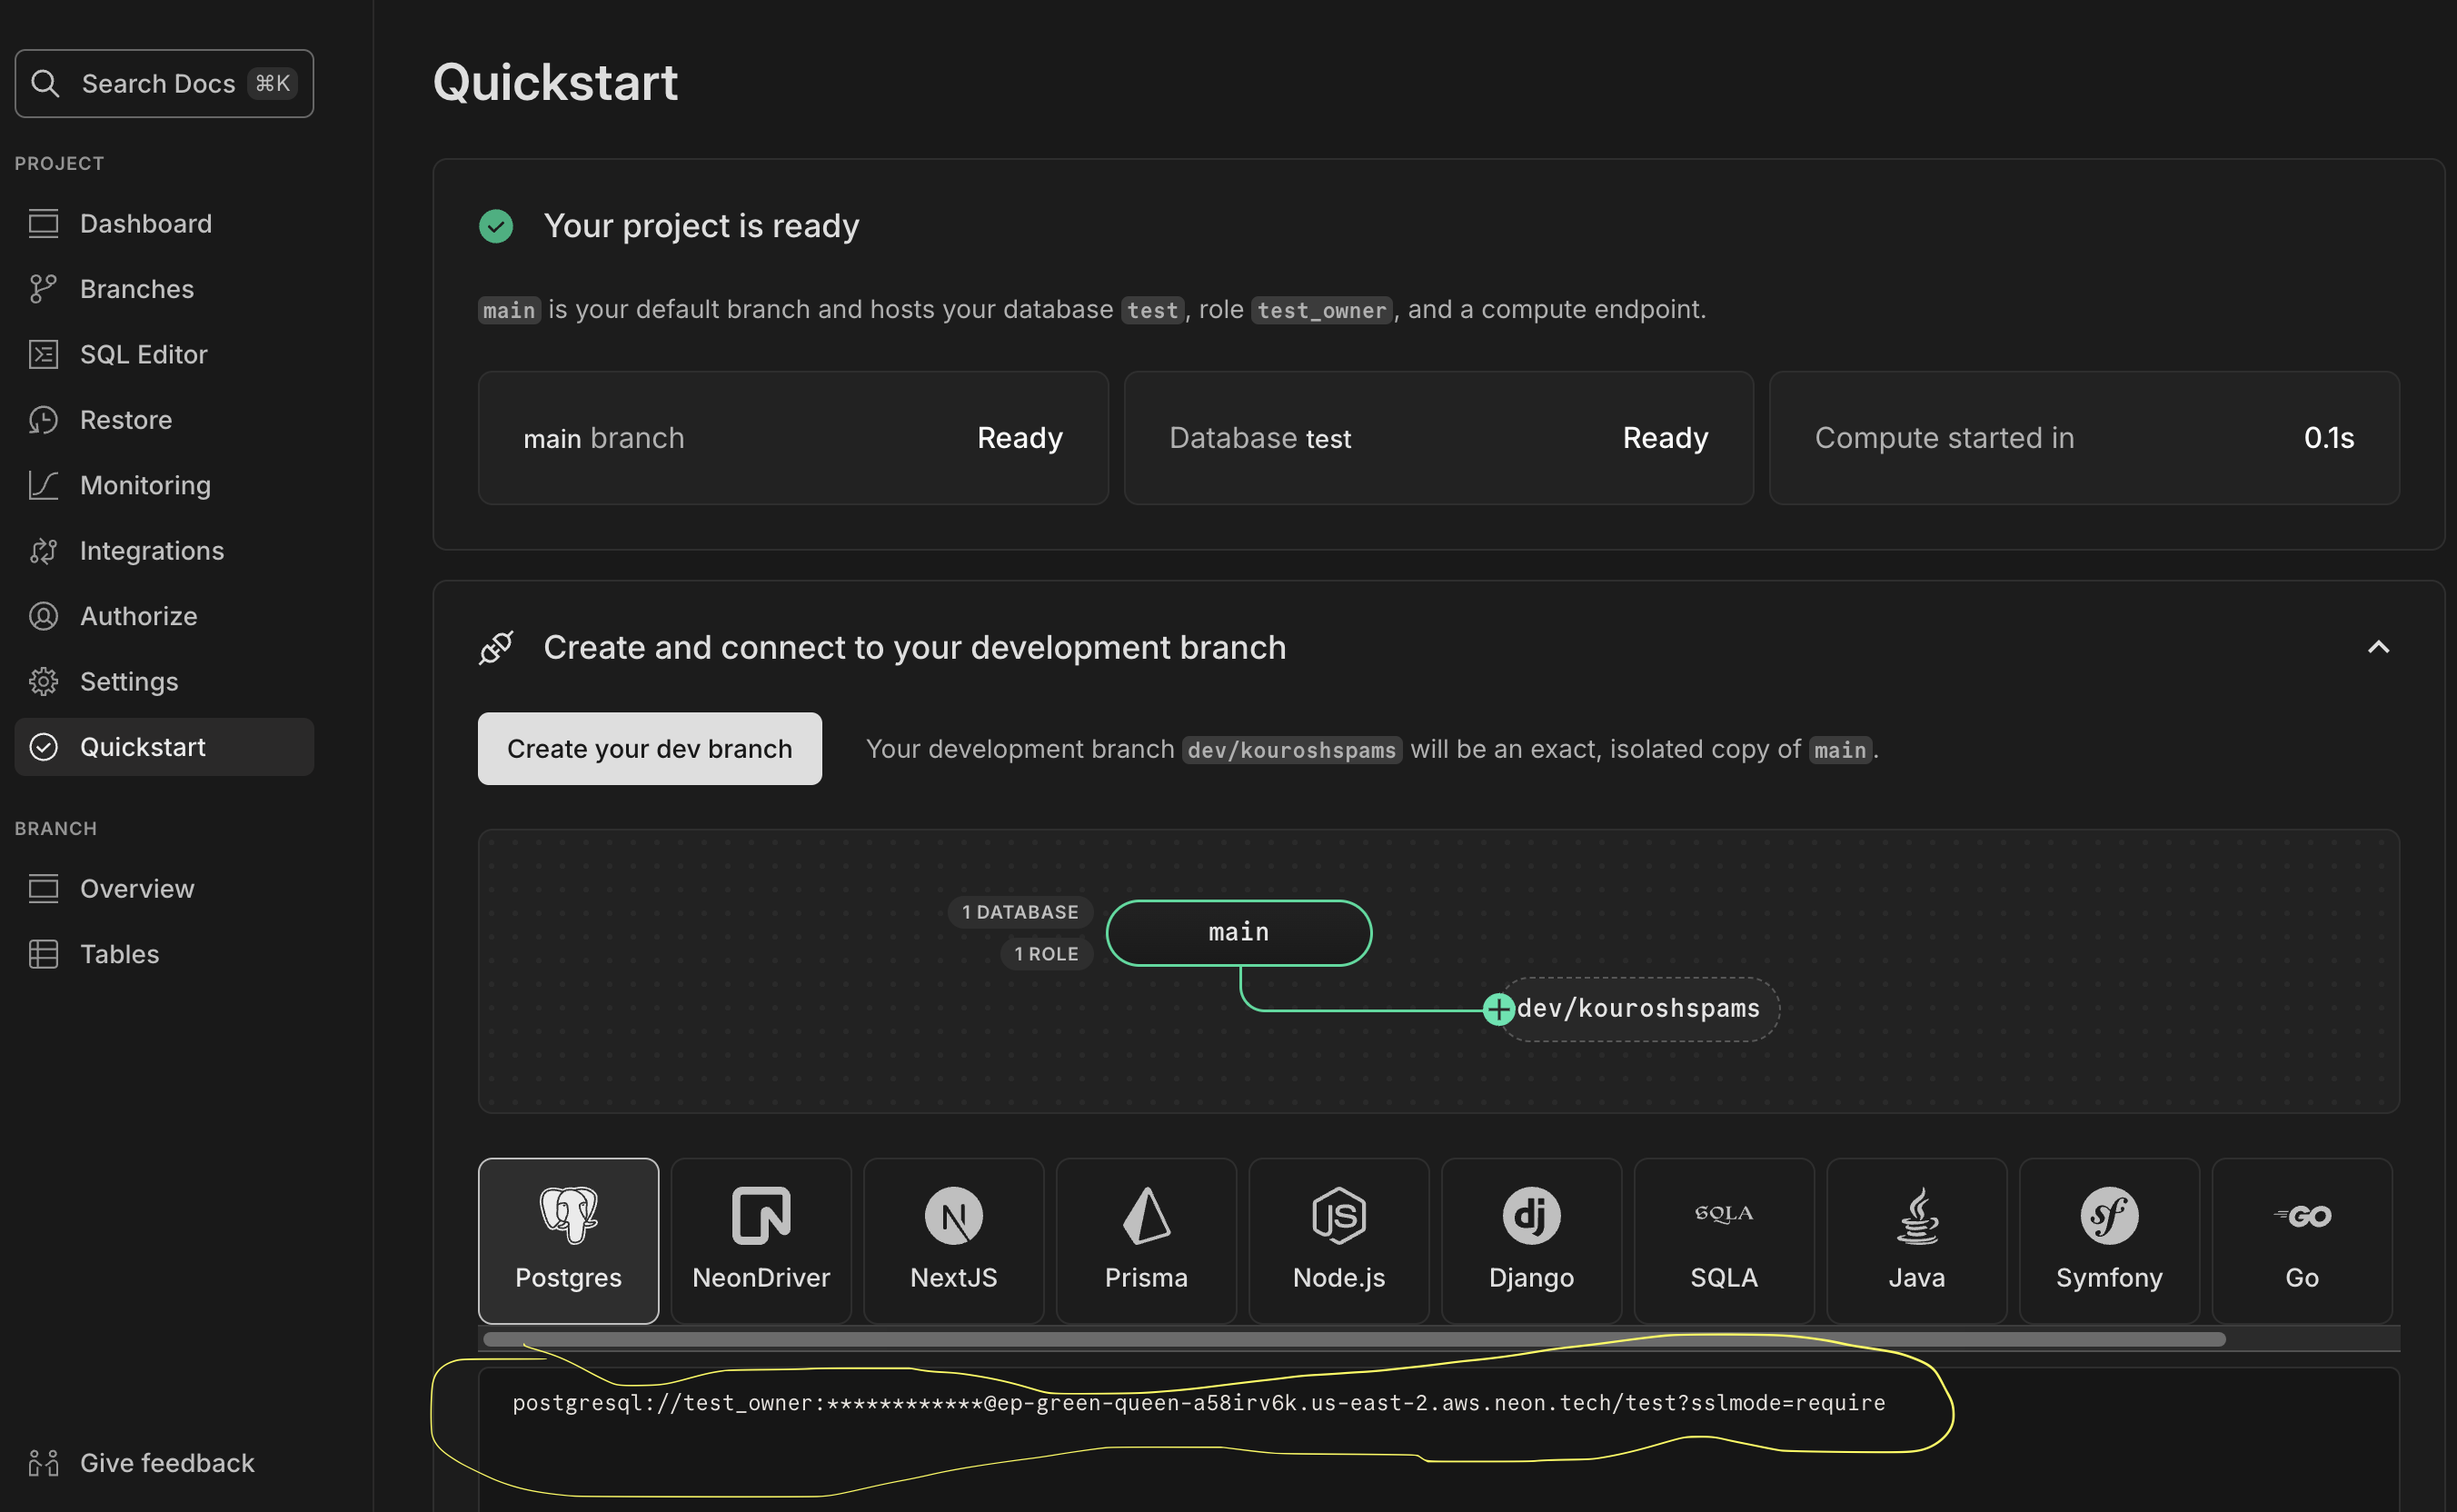 Search Docs ⌘K
PROJECT
Dashboard
Branches
SQL Editor
Restore
Monitoring
Integrations
Authorize
Settings
Quickstart
BRANCH
Overview
Tables
Give feedback
Quickstart
Your project is ready
main is your default branch and hosts your database test, role test_owner, and a compute endpoint.
main branch Ready
Database test Ready
Compute started in 0.1s
Create and connect to your development branch
Create your dev branch
Your development branch dev/kouroshspams will be an exact, isolated copy of main.
1 DATABASE
1 ROLE
main
dev/kouroshspams
Postgres
NeonDriver
N
NextJS
Prisma
JS
Node.js
dj
Django
SQLA
SQLA
Java
sf
Symfony
GO
Go
postgresql://test_owner:************@ep-green-queen-a58irv6k.us-east-2.aws.neon.tech/test?sslmode=require